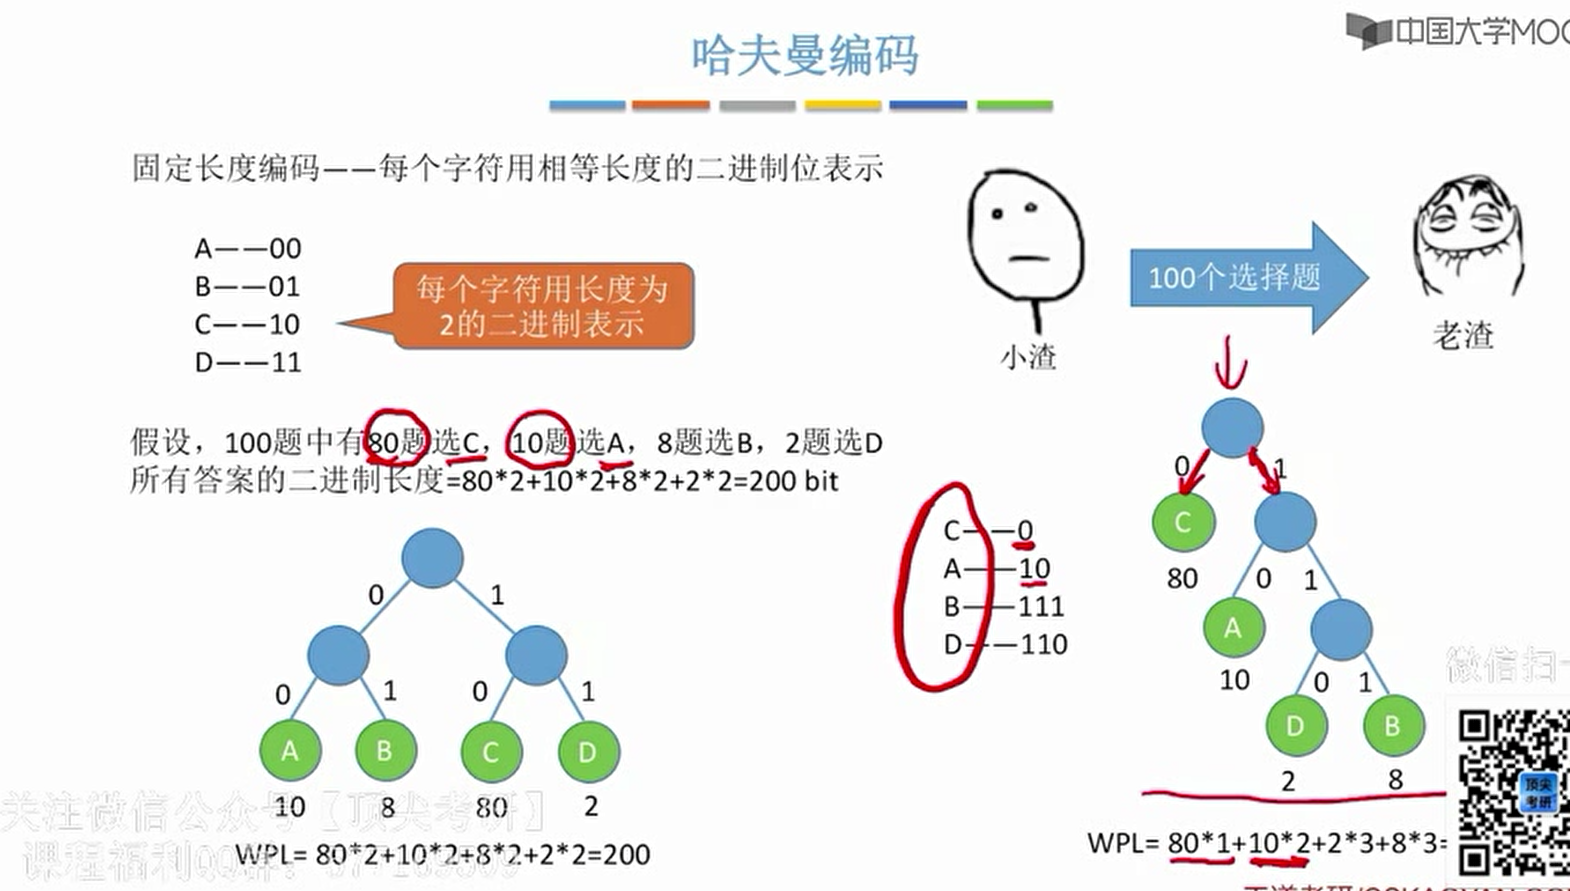 中国大学MOO
哈夫曼编码
固定长度编码——每个字符用相等长度的二进制位表示
A——00
B——01
C——10
D——11
每个字符用长度为
2的二进制表示
100个选择题
小渣
老渣
假设，100题中有80题选C，10题选A，8题选B，2题选D
所有答案的二进制长度=80*2+10*2+8*2+2*2=200 bit
0 1
0 1 0 1
A B C D
10 8 80 2
WPL= 80*2+10*2+8*2+2*2=200
C——0
A——10
B——111
D——110
0 1
C
80 0 1
A
10 0 1
D B
2 8
WPL= 80*1+10*2+2*3+8*3=
微信扫一
顶尖
考研
关注微信公众号【顶尖考研】
课程福利QQ群: